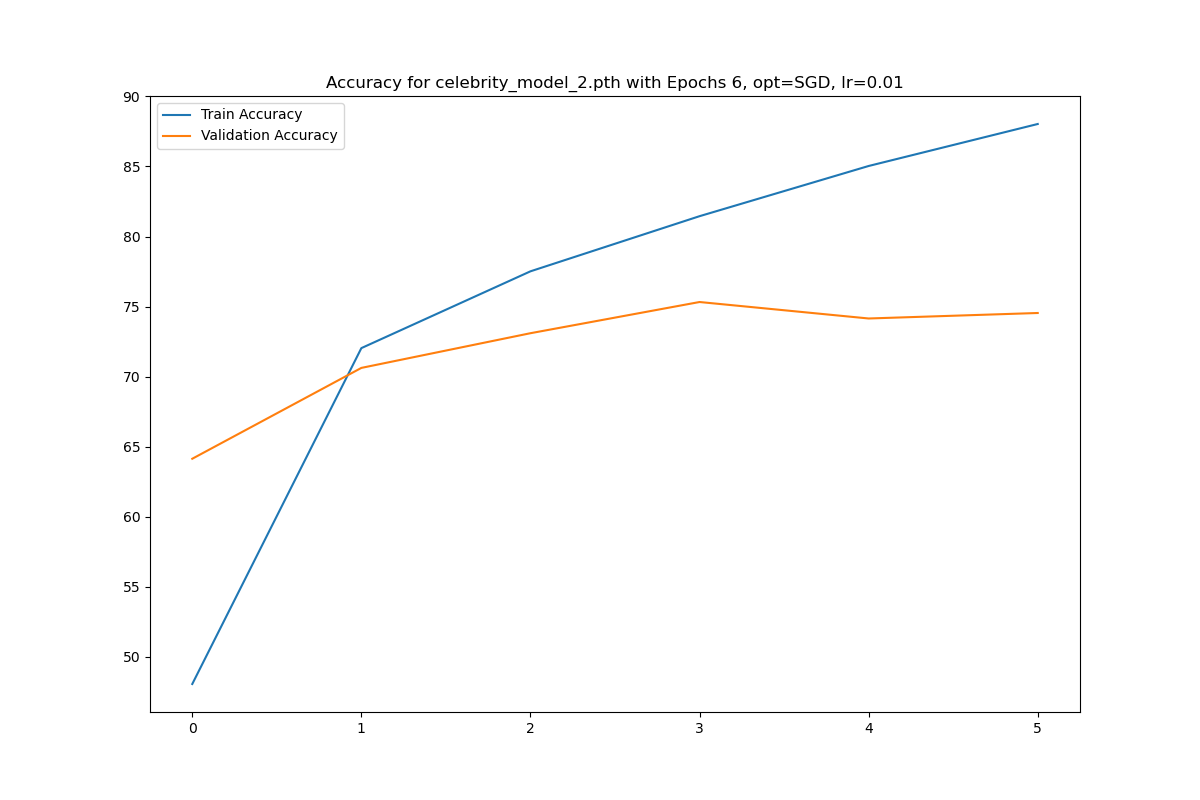 Accuracy for celebrity_model_2.pth with Epochs 6, opt=SGD, lr=0.01
Train Accuracy
Validation Accuracy
90
85
80
75
70
65
60
55
50
0 1 2 3 4 5